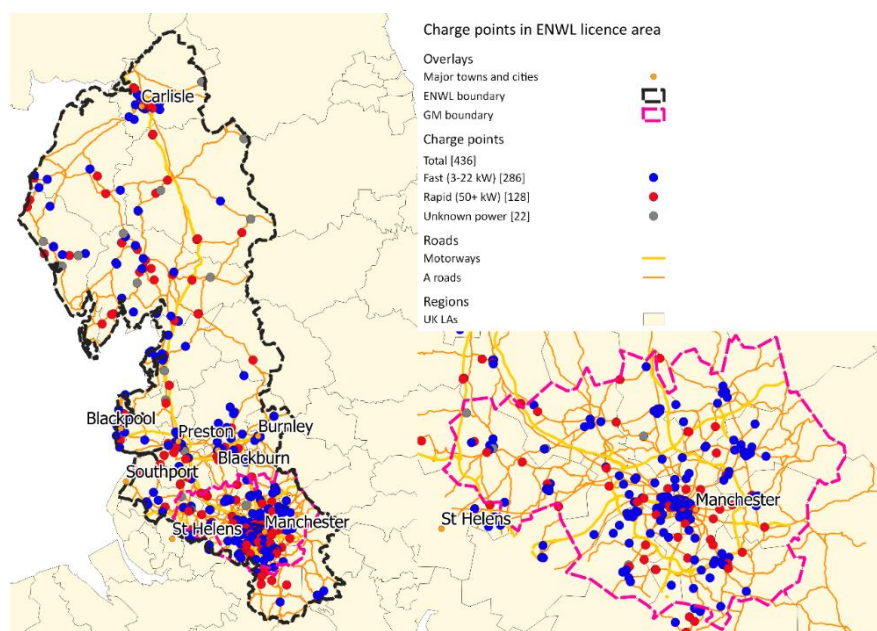 Charge points in ENWL licence area
Overlays
Major towns and cities
ENWL boundary
GM boundary
Charge points
Total [436]
Fast (3-22 kW) [286]
Rapid (50+ kW) [128]
Unknown power [22]
Roads
Motorways
A roads
Regions
UK LAs
Carlisle
Blackpool
Preston
Burnley
Blackburn
Southport
St Helens
Manchester
Manchester
St Helens